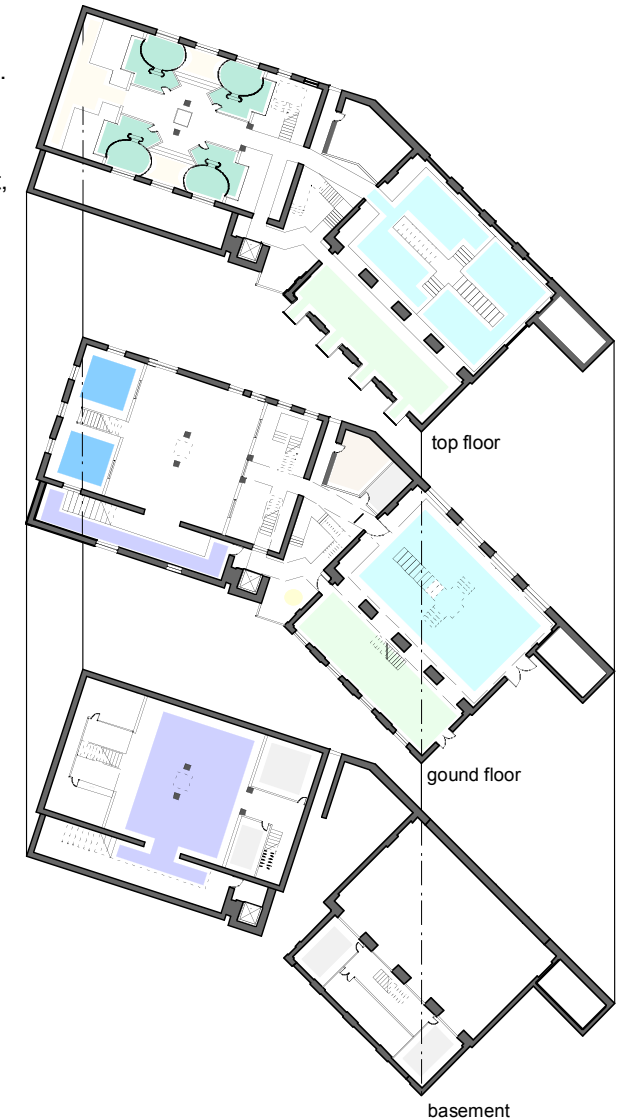 .
,
top floor
gound floor
basement